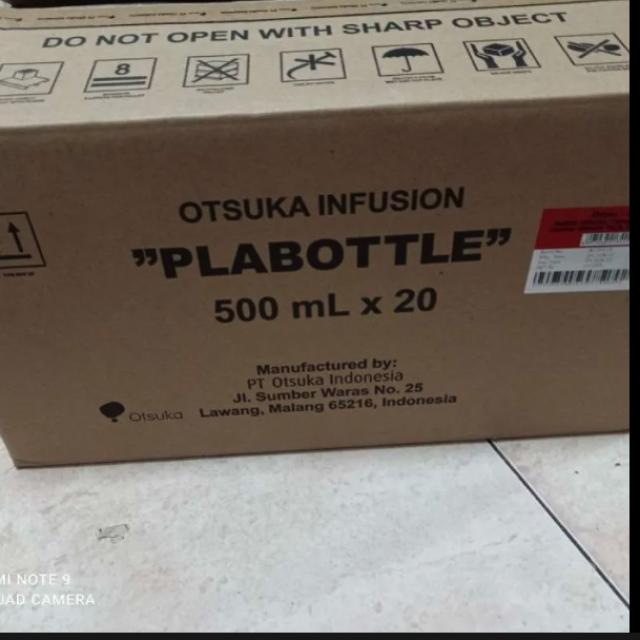 DO NOT OPEN WITH SHARP OBJECT
8
OTSUKA INFUSION
"PLABOTTLE"
500 mL x 20
Manufactured by:
PT Otsuka Indonesia
Jl. Sumber Waras No. 25
Lawang, Malang 65216, Indonesia
Otsuka
MI NOTE 9
UAD CAMERA